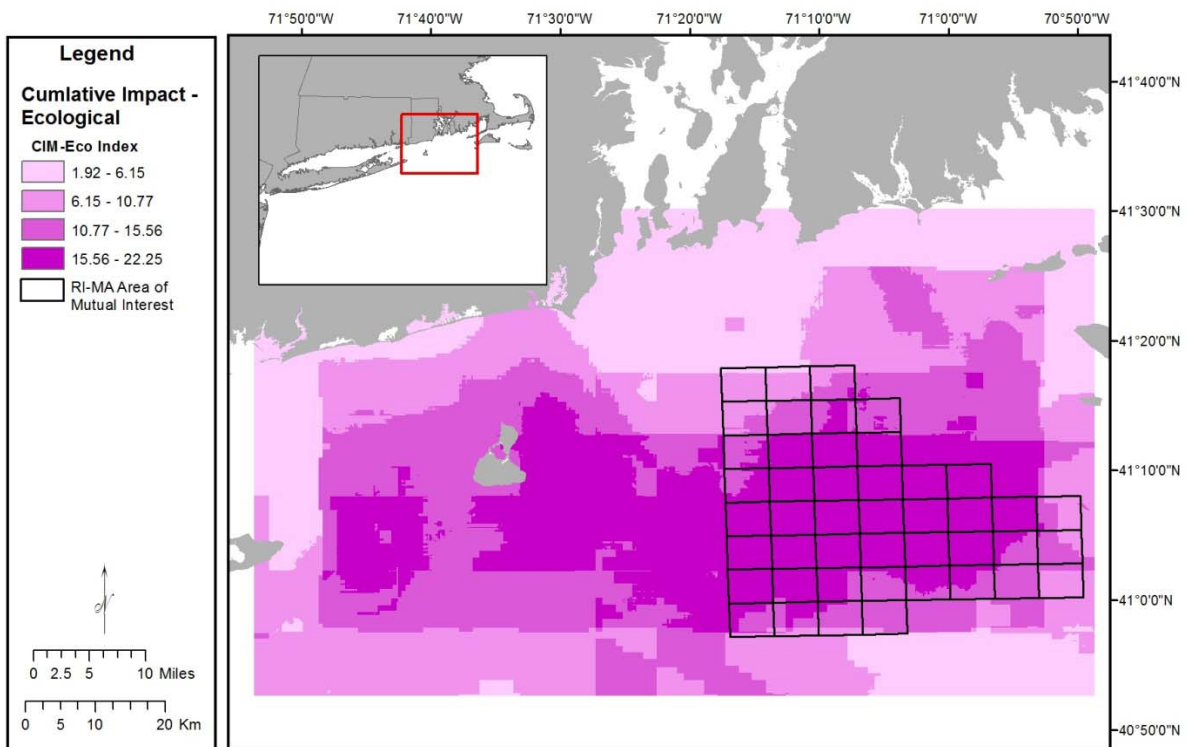 71°50'0"W 71°40'0"W 71°30'0"W 71°20'0"W 71°10'0"W 71°0'0"W 70°50'0"W
Legend
Cumlative Impact -
Ecological
CIM-Eco Index
1.92 - 6.15
6.15 - 10.77
10.77 - 15.56
15.56 - 22.25
RI-MA Area of
Mutual Interest
N
0 2.5 5 10 Miles
0 5 10 20 Km
41°40'0"N
41°30'0"N
41°20'0"N
41°10'0"N
41°0'0"N
40°50'0"N